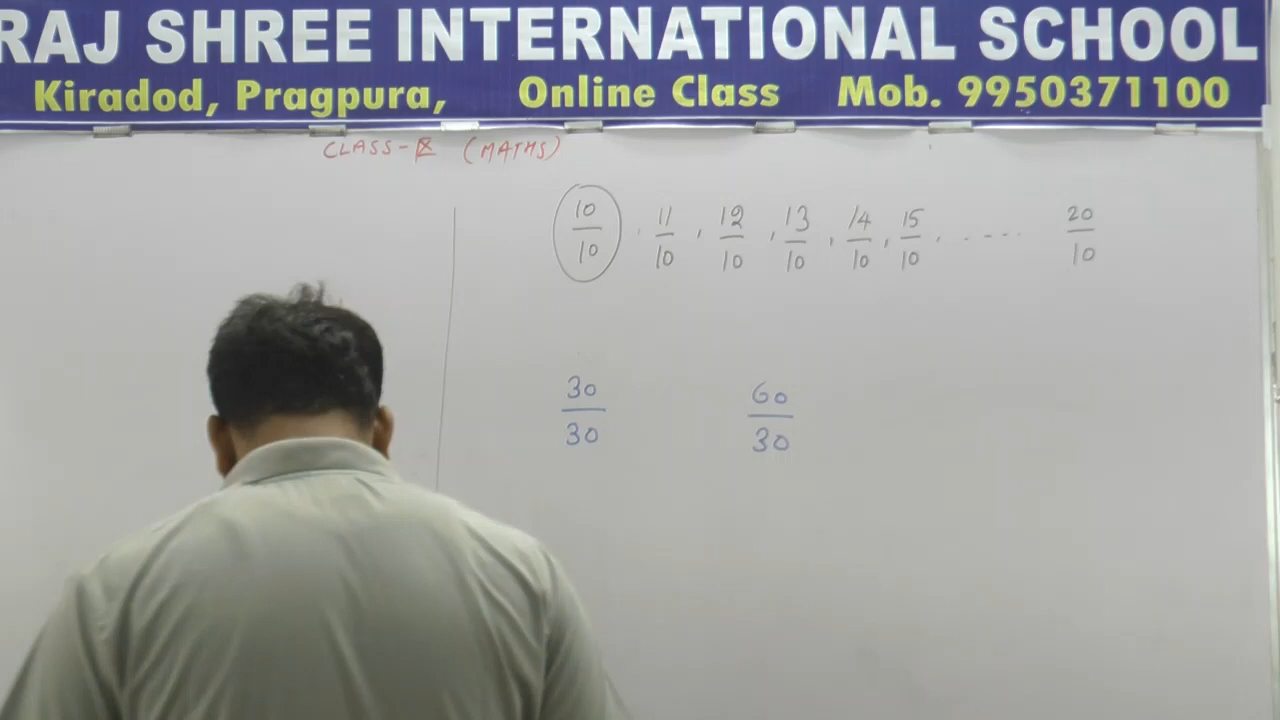 RAJ SHREE INTERNATIONAL SCHOOL
Kiradod, Pragpura, Online Class Mob. 9950371100
CLASS-IX (MATHS)
10/10, 11/10, 12/10, 13/10, 14/10, 15/10, ..... 20/10
30/30 60/30